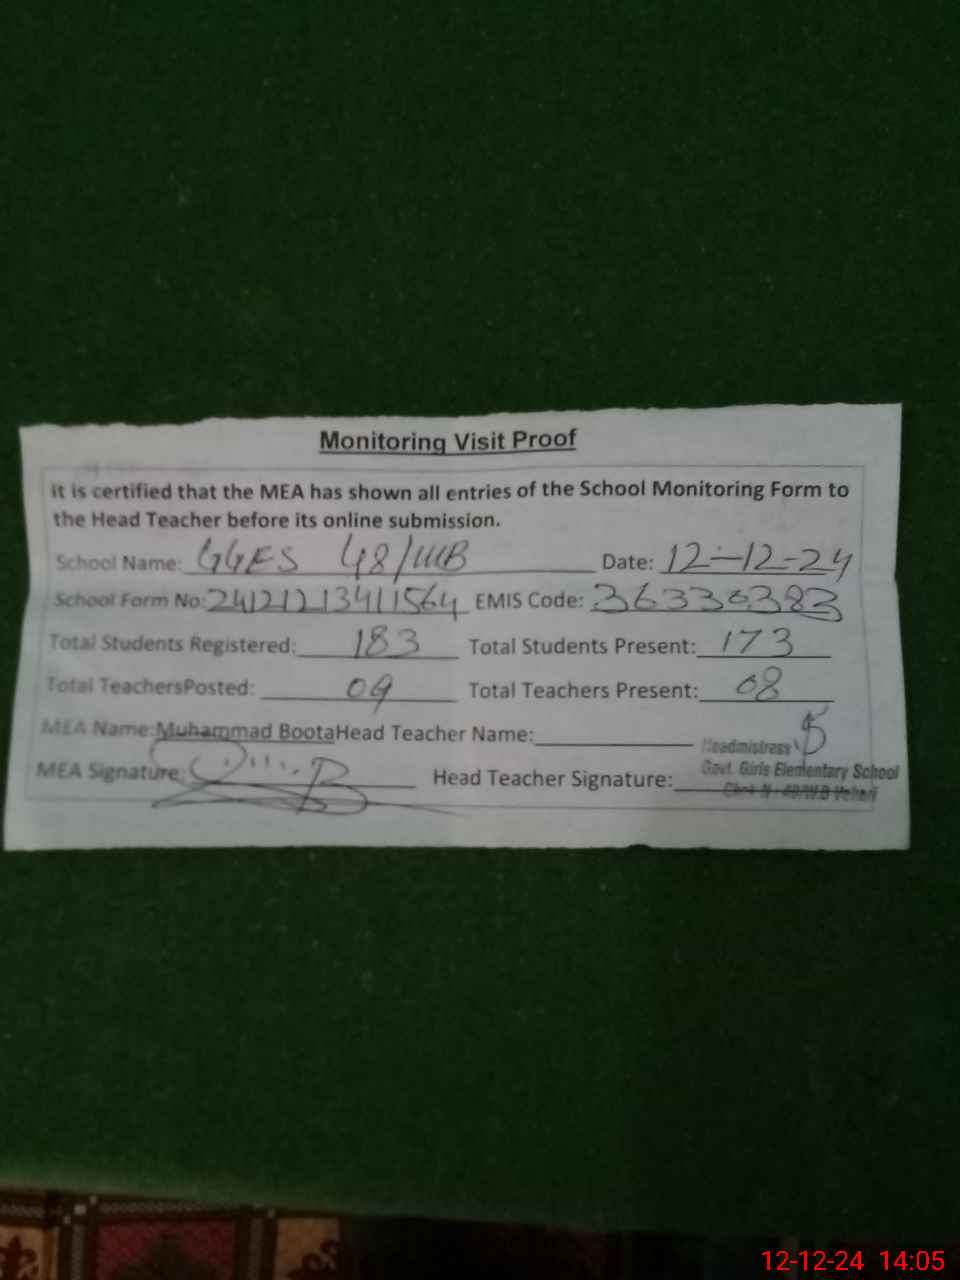 Monitoring Visit Proof
It is certified that the MEA has shown all entries of the School Monitoring Form to
the Head Teacher before its online submission.
School Name: GGES 48/WB Date: 12-12-24
School Form No: 24121213411564 EMIS Code: 36330383
Total Students Registered: 183 Total Students Present: 173
Total TeachersPosted: 09 Total Teachers Present: 08
MEA Name: Muhammad Boota Head Teacher Name:
Headmistress
MEA Signature: Head Teacher Signature:
Govt. Girls Elementary School
48/W.B Vehari
12-12-24 14:05